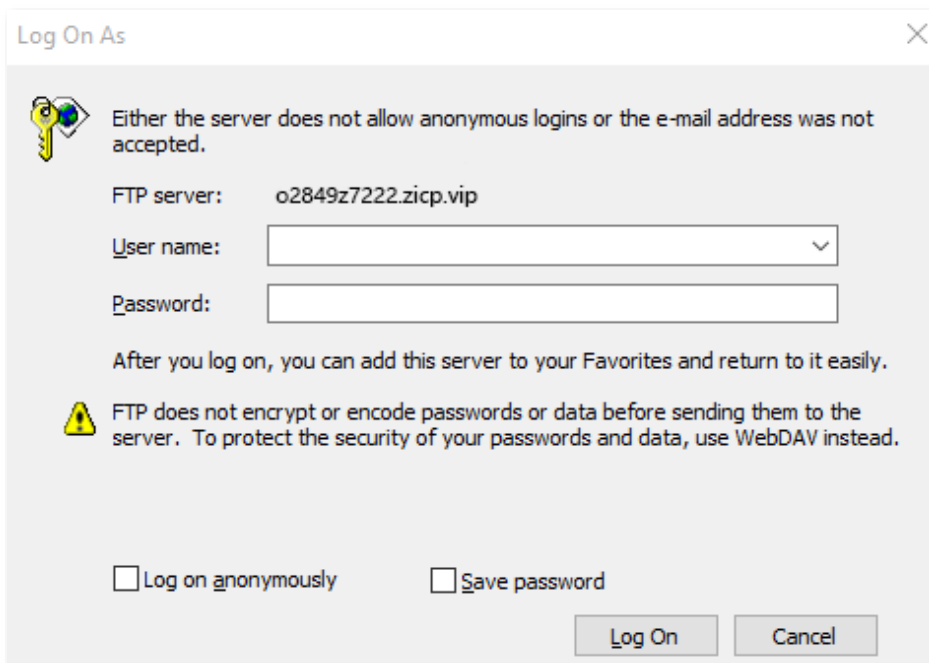 Log On As
Either the server does not allow anonymous logins or the e-mail address was not
accepted.
FTP server: o2849z7222.zicp.vip
User name:
Password:
After you log on, you can add this server to your Favorites and return to it easily.
FTP does not encrypt or encode passwords or data before sending them to the
server. To protect the security of your passwords and data, use WebDAV instead.
Log on anonymously Save password
Log On Cancel